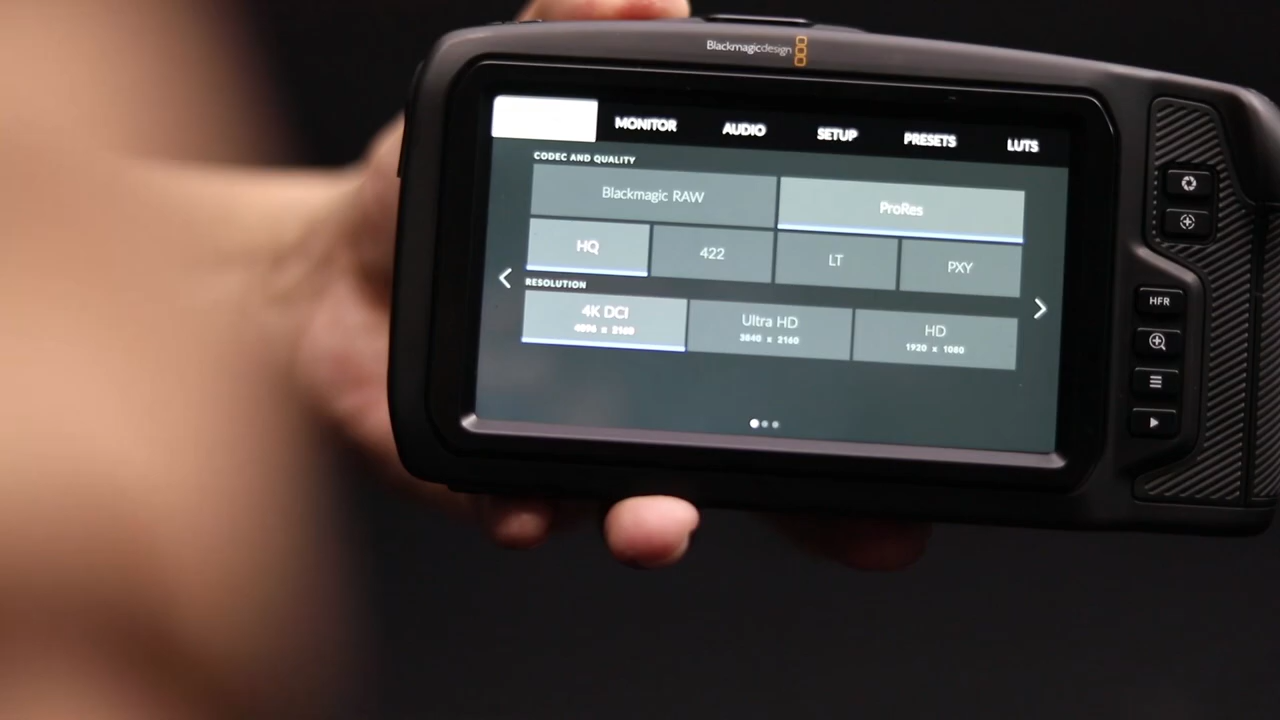 Blackmagicdesign
MONITOR AUDIO SETUP PRESETS LUTS
CODEC AND QUALITY
Blackmagic RAW ProRes
HQ 422 LT PXY
RESOLUTION
4K DCI Ultra HD HD
4096 x 2160 3840 x 2160 1920 x 1080
HFR